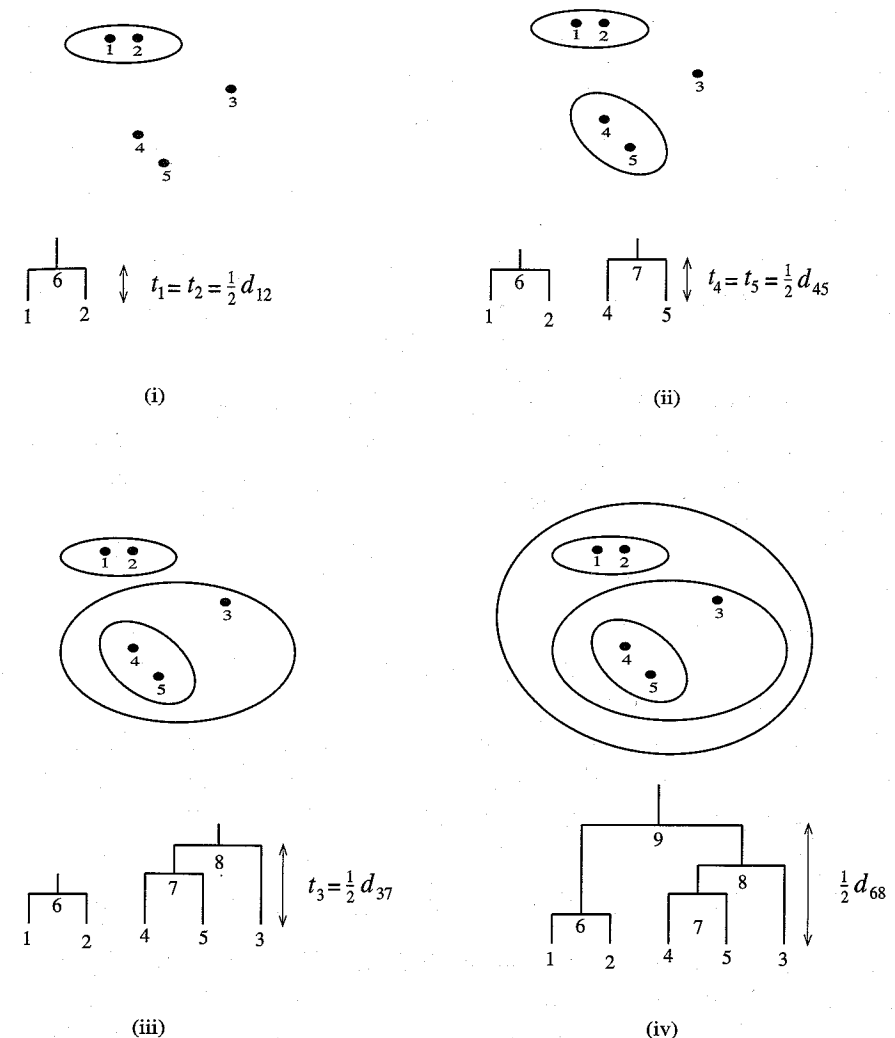 1 2
3
4
5
6
1 2
t₁ = t₂ = ½ d₁₂
(i)
1 2
3
4
5
6 7
1 2 4 5
t₄ = t₅ = ½ d₄₅
(ii)
1 2
3
4
5
8
7
6
1 2 4 5 3
t₃ = ½ d₃₇
(iii)
1 2
3
4
5
9
8
6 7
1 2 4 5 3
½ d₆₈
(iv)